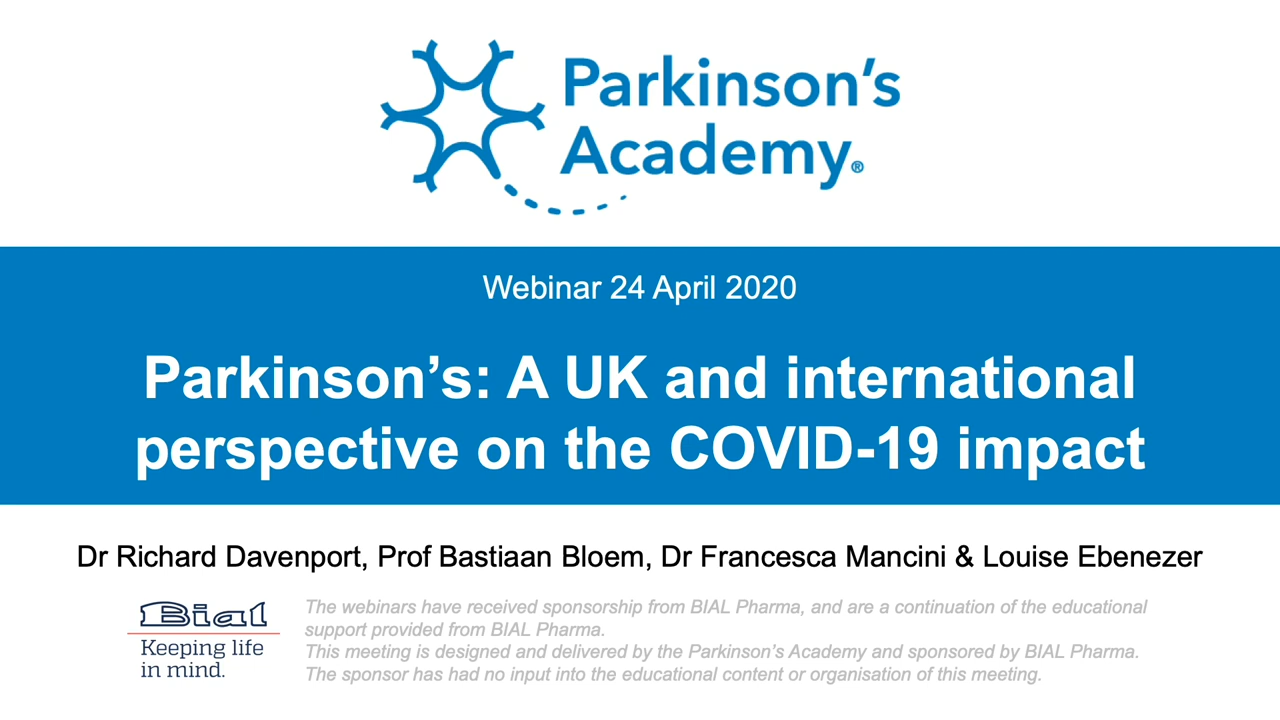 Parkinson’s
Academy®
Webinar 24 April 2020
Parkinson’s: A UK and international
perspective on the COVID-19 impact
Dr Richard Davenport, Prof Bastiaan Bloem, Dr Francesca Mancini & Louise Ebenezer
Bial
Keeping life
in mind.
The webinars have received sponsorship from BIAL Pharma, and are a continuation of the educational
support provided from BIAL Pharma.
This meeting is designed and delivered by the Parkinson’s Academy and sponsored by BIAL Pharma.
The sponsor has had no input into the educational content or organisation of this meeting.